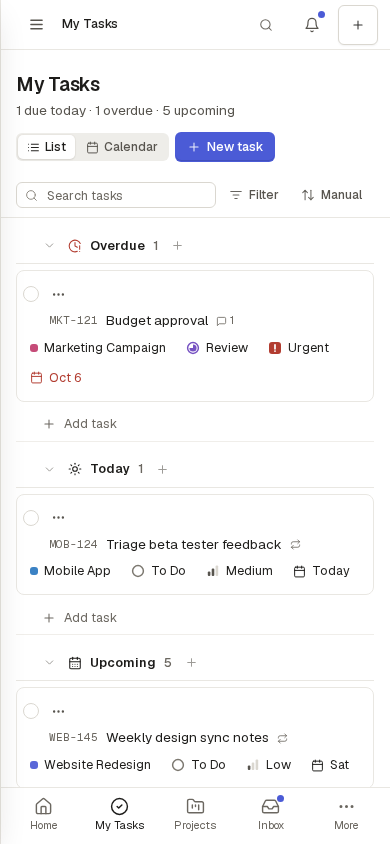 My Tasks
My Tasks
1 due today · 1 overdue · 5 upcoming
List Calendar New task
Search tasks Filter Manual
Overdue 1
MKT-121 Budget approval 1
Marketing Campaign Review Urgent
Oct 6
Add task
Today 1
MOB-124 Triage beta tester feedback
Mobile App To Do Medium Today
Add task
Upcoming 5
WEB-145 Weekly design sync notes
Website Redesign To Do Low Sat
Home My Tasks Projects Inbox More